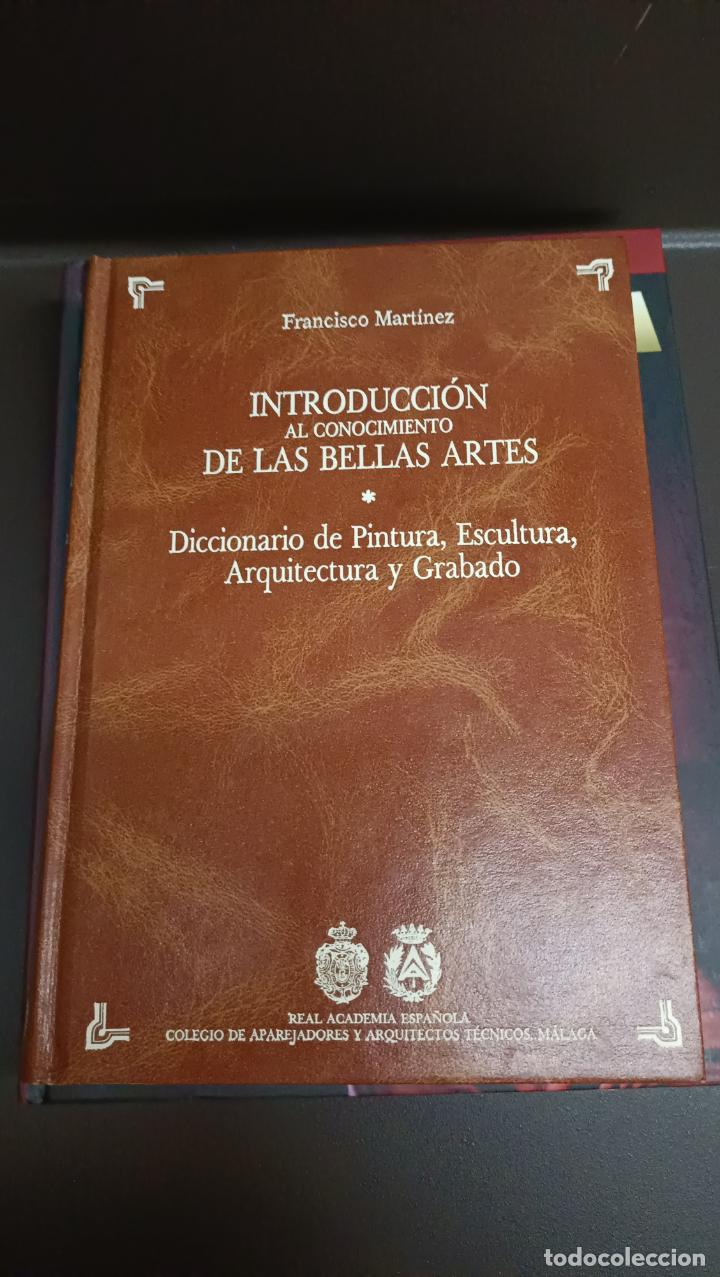 Francisco Martínez
INTRODUCCIÓN
AL CONOCIMIENTO
DE LAS BELLAS ARTES
*
Diccionario de Pintura, Escultura,
Arquitectura y Grabado
REAL ACADEMIA ESPAÑOLA
COLEGIO DE APAREJADORES Y ARQUITECTOS TÉCNICOS. MÁLAGA
todocoleccion